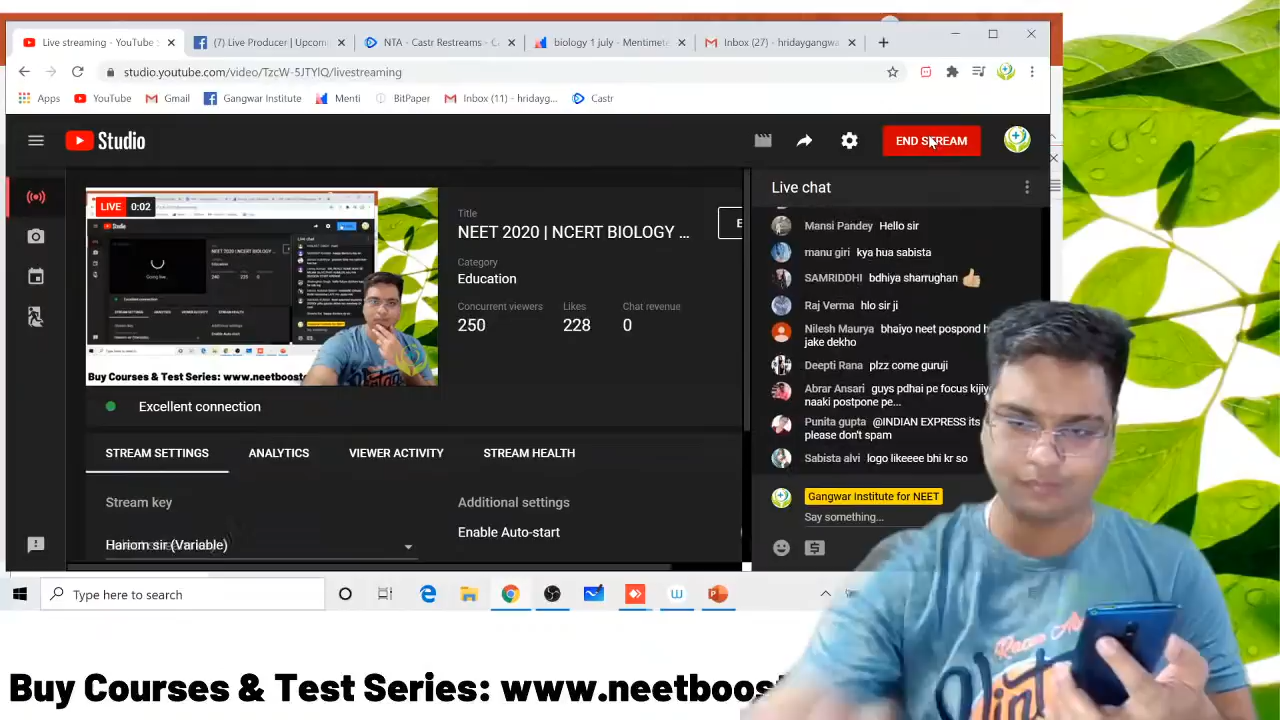 Live streaming - YouTube S
(7) Live Producer | Upcom
NTA - Castr Restreams - C
biology 1 july - Mentimete
Inbox (27) - hridaygangwa
studio.youtube.com/video/TzcW-5JTYlQ/livestreaming
Apps YouTube Gmail Gangwar Institute Menti BitPaper Inbox (11) - hridayg... Castr
Studio
END STREAM
LIVE 0:02
Title
NEET 2020 | NCERT BIOLOGY ...
Category
Education
Concurrent viewers Likes Chat revenue
250 228 0
Buy Courses & Test Series: www.neetboost
Excellent connection
STREAM SETTINGS ANALYTICS VIEWER ACTIVITY STREAM HEALTH
Stream key Additional settings
Hariom sir (Variable) Enable Auto-start
Live chat
Mansi Pandey Hello sir
manu giri kya hua sabista
SAMRIDDHI bdhiya sharrughan
Raj Verma hlo sir ji
Nilesh Maurya bhaiyo neet pospond h
jake dekho
Deepti Rana plzz come guruji
Abrar Ansari guys pdhai pe focus kijiy
naaki postpone pe...
Punita gupta @INDIAN EXPRESS its
please don't spam
Sabista alvi logo likeeee bhi kr so
Gangwar Institute for NEET
Say something...
Type here to search
Buy Courses & Test Series: www.neetboos